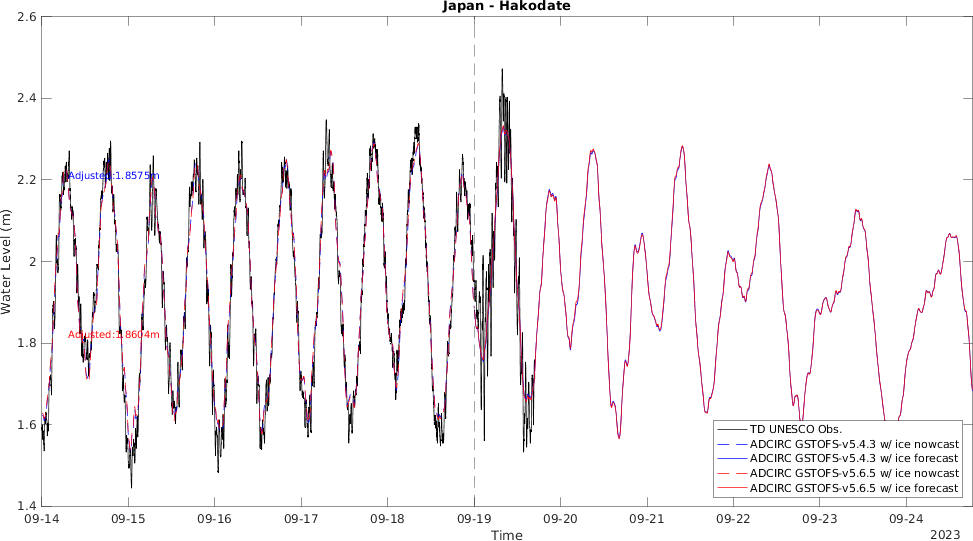 Japan - Hakodate
2.6
2.4
2.2
2
1.8
1.6
1.4
Water Level (m)
Adjusted:1.8575m
Adjusted:1.8604m
TD UNESCO Obs.
ADCIRC GSTOFS-v5.4.3 w/ ice nowcast
ADCIRC GSTOFS-v5.4.3 w/ ice forecast
ADCIRC GSTOFS-v5.6.5 w/ ice nowcast
ADCIRC GSTOFS-v5.6.5 w/ ice forecast
09-14 09-15 09-16 09-17 09-18 09-19 09-20 09-21 09-22 09-23 09-24
Time
2023